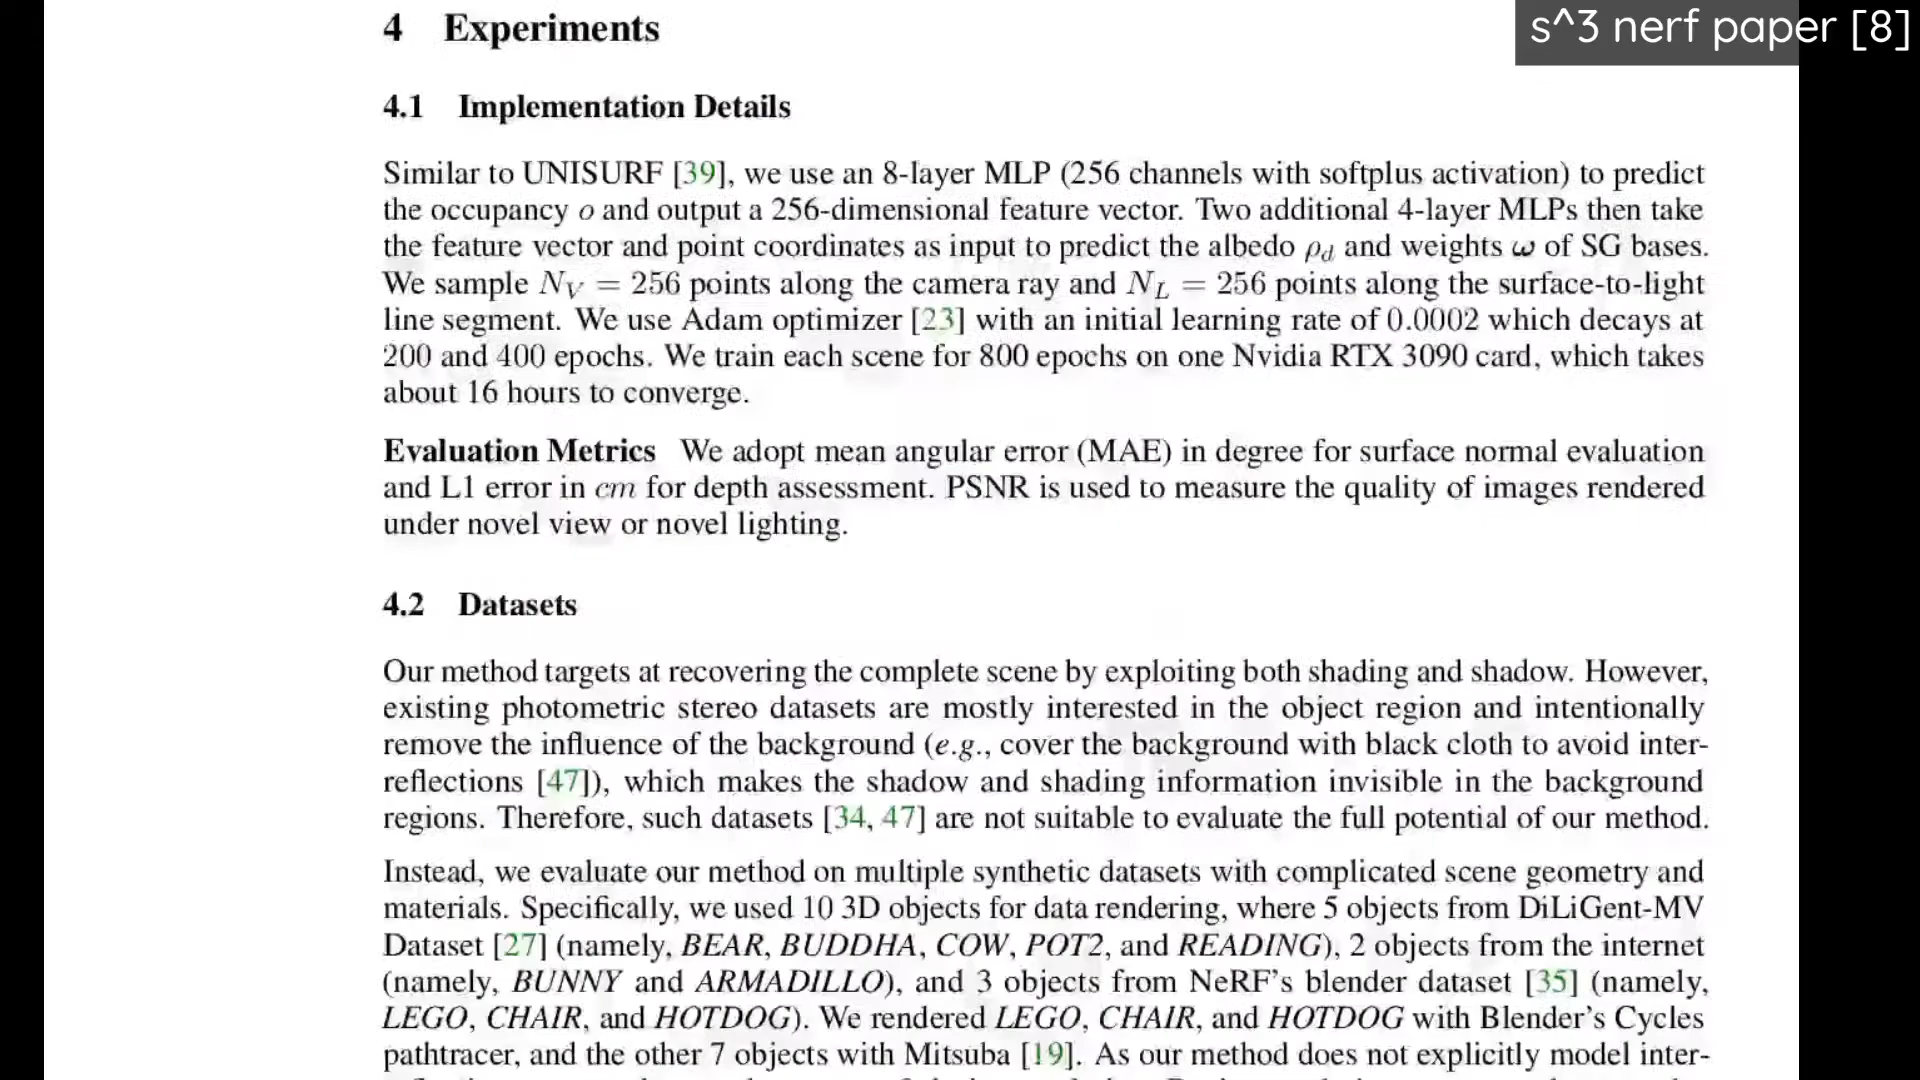 s^3 nerf paper [8]
4 Experiments
4.1 Implementation Details
Similar to UNISURF [39], we use an 8-layer MLP (256 channels with softplus activation) to predict
the occupancy o and output a 256-dimensional feature vector. Two additional 4-layer MLPs then take
the feature vector and point coordinates as input to predict the albedo ρd and weights ω of SG bases.
We sample NV = 256 points along the camera ray and NL = 256 points along the surface-to-light
line segment. We use Adam optimizer [23] with an initial learning rate of 0.0002 which decays at
200 and 400 epochs. We train each scene for 800 epochs on one Nvidia RTX 3090 card, which takes
about 16 hours to converge.
Evaluation Metrics We adopt mean angular error (MAE) in degree for surface normal evaluation
and L1 error in cm for depth assessment. PSNR is used to measure the quality of images rendered
under novel view or novel lighting.
4.2 Datasets
Our method targets at recovering the complete scene by exploiting both shading and shadow. However,
existing photometric stereo datasets are mostly interested in the object region and intentionally
remove the influence of the background (e.g., cover the background with black cloth to avoid inter-
reflections [47]), which makes the shadow and shading information invisible in the background
regions. Therefore, such datasets [34, 47] are not suitable to evaluate the full potential of our method.
Instead, we evaluate our method on multiple synthetic datasets with complicated scene geometry and
materials. Specifically, we used 10 3D objects for data rendering, where 5 objects from DiLiGent-MV
Dataset [27] (namely, BEAR, BUDDHA, COW, POT2, and READING), 2 objects from the internet
(namely, BUNNY and ARMADILLO), and 3 objects from NeRF's blender dataset [35] (namely,
LEGO, CHAIR, and HOTDOG). We rendered LEGO, CHAIR, and HOTDOG with Blender's Cycles
pathtracer, and the other 7 objects with Mitsuba [19]. As our method does not explicitly model inter-